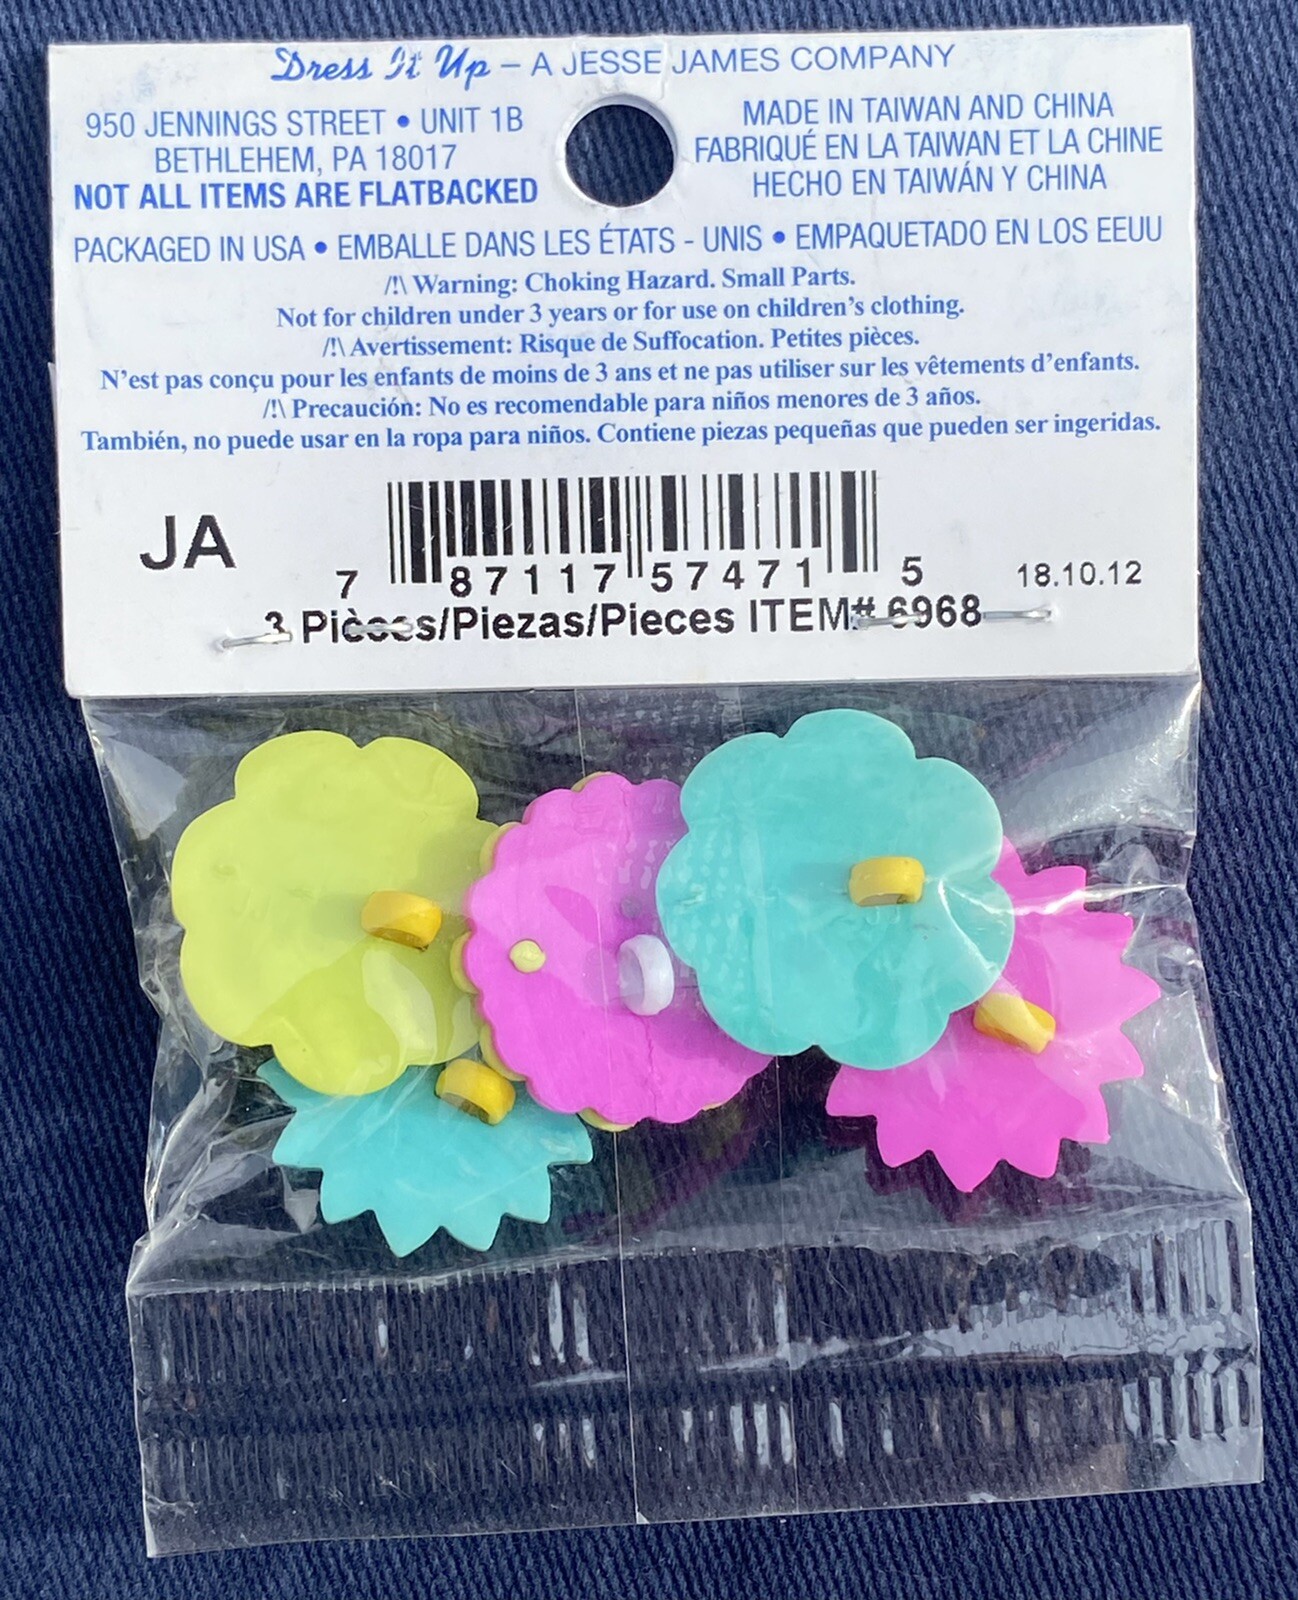 Dress It Up – A JESSE JAMES COMPANY
950 JENNINGS STREET • UNIT 1B
BETHLEHEM, PA 18017
NOT ALL ITEMS ARE FLATBACKED
MADE IN TAIWAN AND CHINA
FABRIQUÉ EN LA TAIWAN ET LA CHINE
HECHO EN TAIWÁN Y CHINA
PACKAGED IN USA • EMBALLE DANS LES ÉTATS - UNIS • EMPAQUETADO EN LOS EEUU
/!\ Warning: Choking Hazard. Small Parts.
Not for children under 3 years or for use on children's clothing.
/!\ Avertissement: Risque de Suffocation. Petites pièces.
N'est pas conçu pour les enfants de moins de 3 ans et ne pas utiliser sur les vêtements d'enfants.
/!\ Precaución: No es recomendable para niños menores de 3 años.
También, no puede usar en la ropa para niños. Contiene piezas pequeñas que pueden ser ingeridas.
JA
7 87117 57471 5
18.10.12
3 Pièces/Piezas/Pieces ITEM# 6968